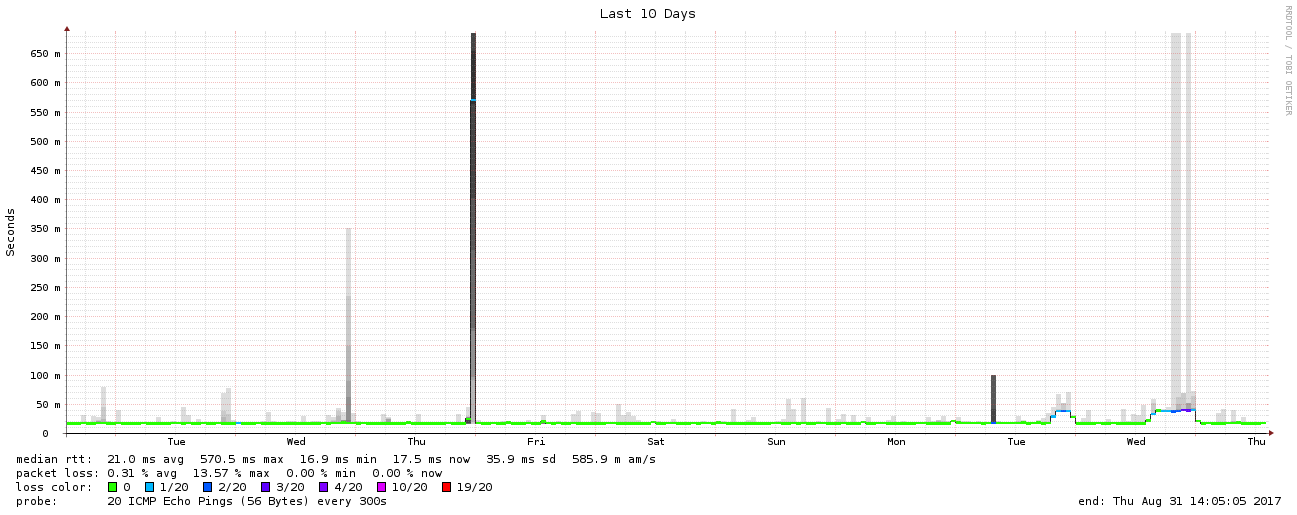 Last 10 Days
RRDTOOL / TOBI OETIKER
Seconds
650 m
600 m
550 m
500 m
450 m
400 m
350 m
300 m
250 m
200 m
150 m
100 m
50 m
0
Tue Wed Thu Fri Sat Sun Mon Tue Wed Thu
median rtt: 21.0 ms avg 570.5 ms max 16.9 ms min 17.5 ms now 35.9 ms sd 585.9 m am/s
packet loss: 0.31 % avg 13.57 % max 0.00 % min 0.00 % now
loss color: 0 1/20 2/20 3/20 4/20 10/20 19/20
probe: 20 ICMP Echo Pings (56 Bytes) every 300s end: Thu Aug 31 14:05:05 2017